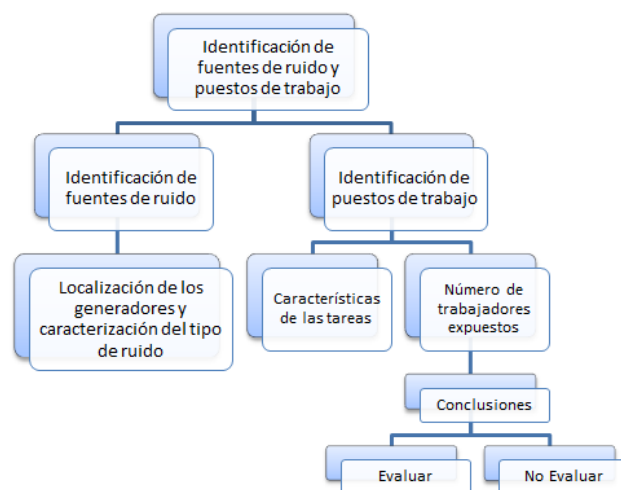 Identificación de
fuentes de ruido y
puestos de trabajo
Identificación de
fuentes de ruido
Identificación de
puestos de trabajo
Localización de los
generadores y
caracterización del tipo
de ruido
Características
de las tareas
Número de
trabajadores
expuestos
Conclusiones
Evaluar
No Evaluar